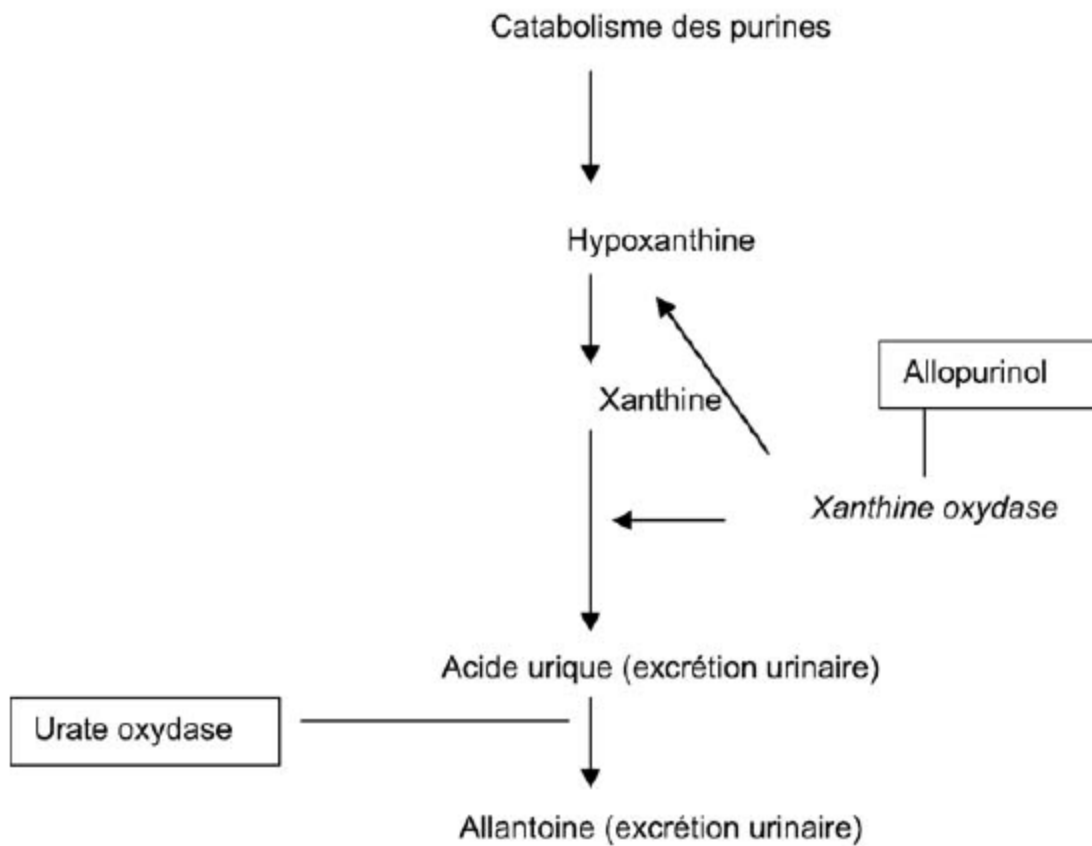 Catabolisme des purines
Hypoxanthine
Allopurinol
Xanthine
Xanthine oxydase
Acide urique (excrétion urinaire)
Urate oxydase
Allantoine (excrétion urinaire)